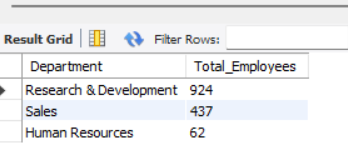 Result Grid Filter Rows:
Department Total_Employees
Research & Development 924
Sales 437
Human Resources 62